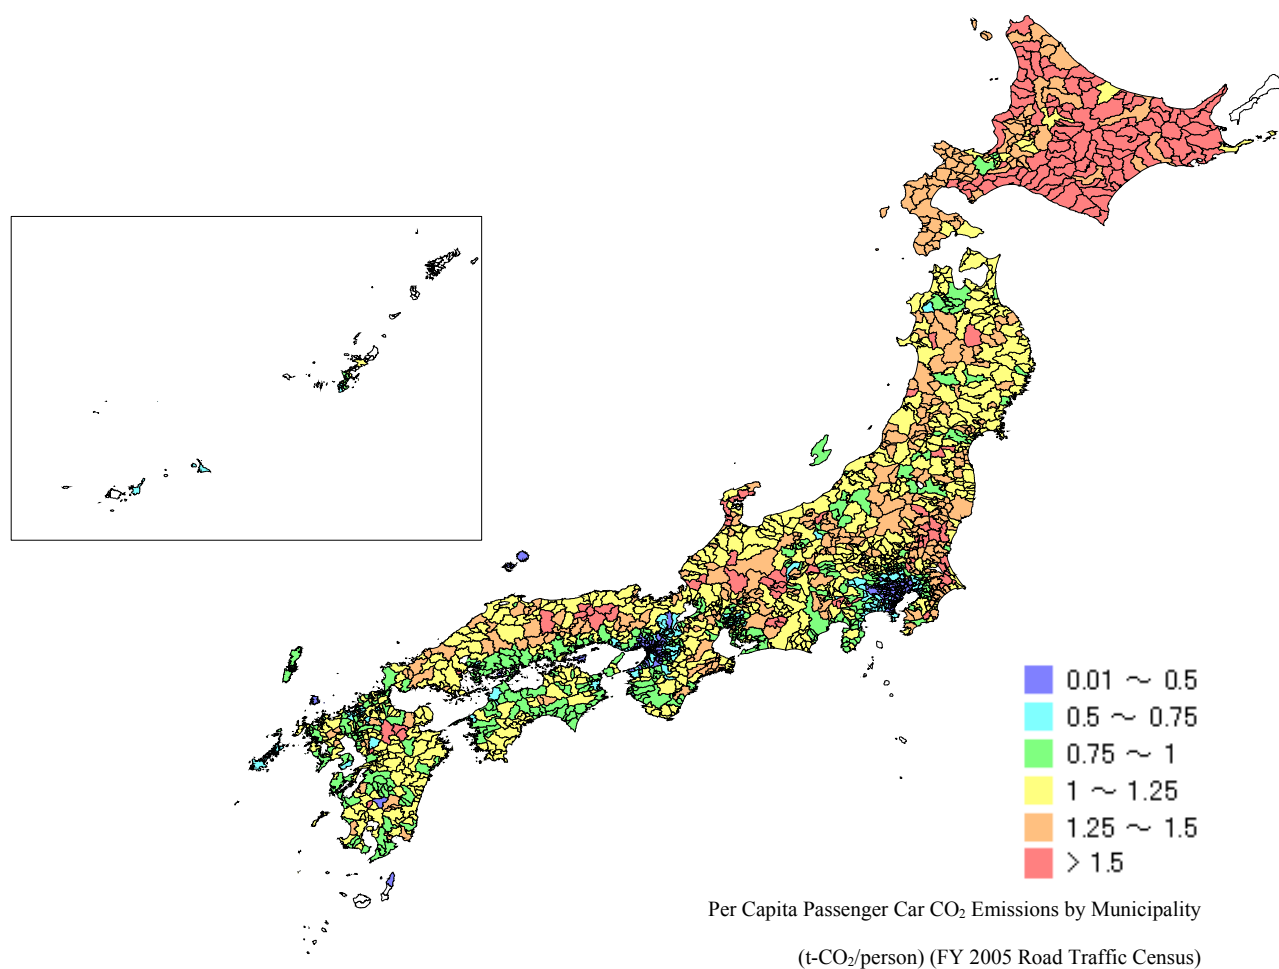 0.01 ～ 0.5
0.5 ～ 0.75
0.75 ～ 1
1 ～ 1.25
1.25 ～ 1.5
> 1.5
Per Capita Passenger Car CO₂ Emissions by Municipality
(t-CO₂/person) (FY 2005 Road Traffic Census)